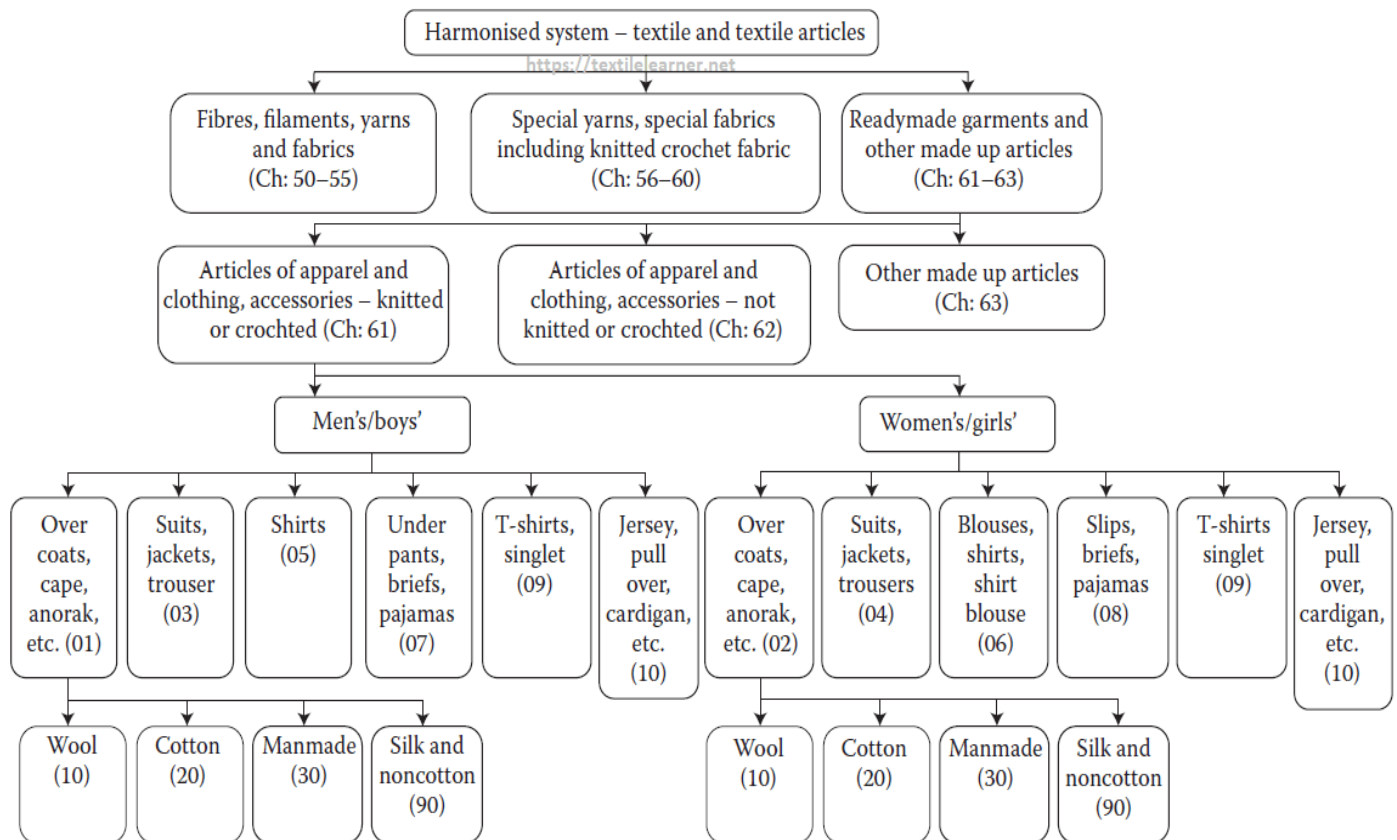 Harmonised system – textile and textile articles
https://textilelearner.net
Fibres, filaments, yarns
and fabrics
(Ch: 50–55)
Special yarns, special fabrics
including knitted crochet fabric
(Ch: 56–60)
Readymade garments and
other made up articles
(Ch: 61–63)
Articles of apparel and
clothing, accessories – knitted
or crochted (Ch: 61)
Articles of apparel and
clothing, accessories – not
knitted or crochted (Ch: 62)
Other made up articles
(Ch: 63)
Men's/boys'
Women's/girls'
Over
coats,
cape,
anorak,
etc. (01)
Suits,
jackets,
trouser
(03)
Shirts
(05)
Under
pants,
briefs,
pajamas
(07)
T-shirts,
singlet
(09)
Jersey,
pull
over,
cardigan,
etc.
(10)
Over
coats,
cape,
anorak,
etc. (02)
Suits,
jackets,
trousers
(04)
Blouses,
shirts,
shirt
blouse
(06)
Slips,
briefs,
pajamas
(08)
T-shirts
singlet
(09)
Jersey,
pull
over,
cardigan,
etc.
(10)
Wool
(10)
Cotton
(20)
Manmade
(30)
Silk and
noncotton
(90)
Wool
(10)
Cotton
(20)
Manmade
(30)
Silk and
noncotton
(90)